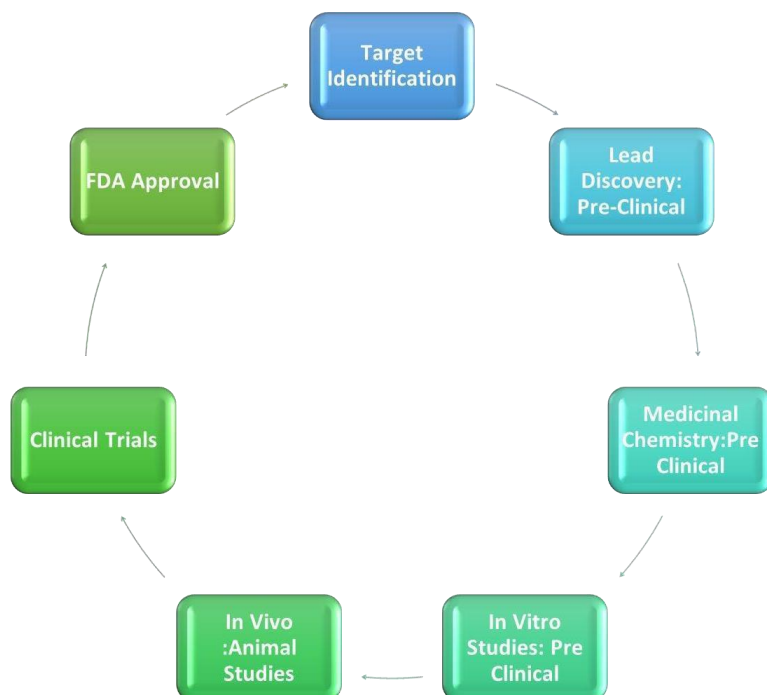 Target
Identification
Lead
Discovery:
Pre-Clinical
Medicinal
Chemistry:Pre
Clinical
In Vitro
Studies: Pre
Clinical
In Vivo
:Animal
Studies
Clinical Trials
FDA Approval